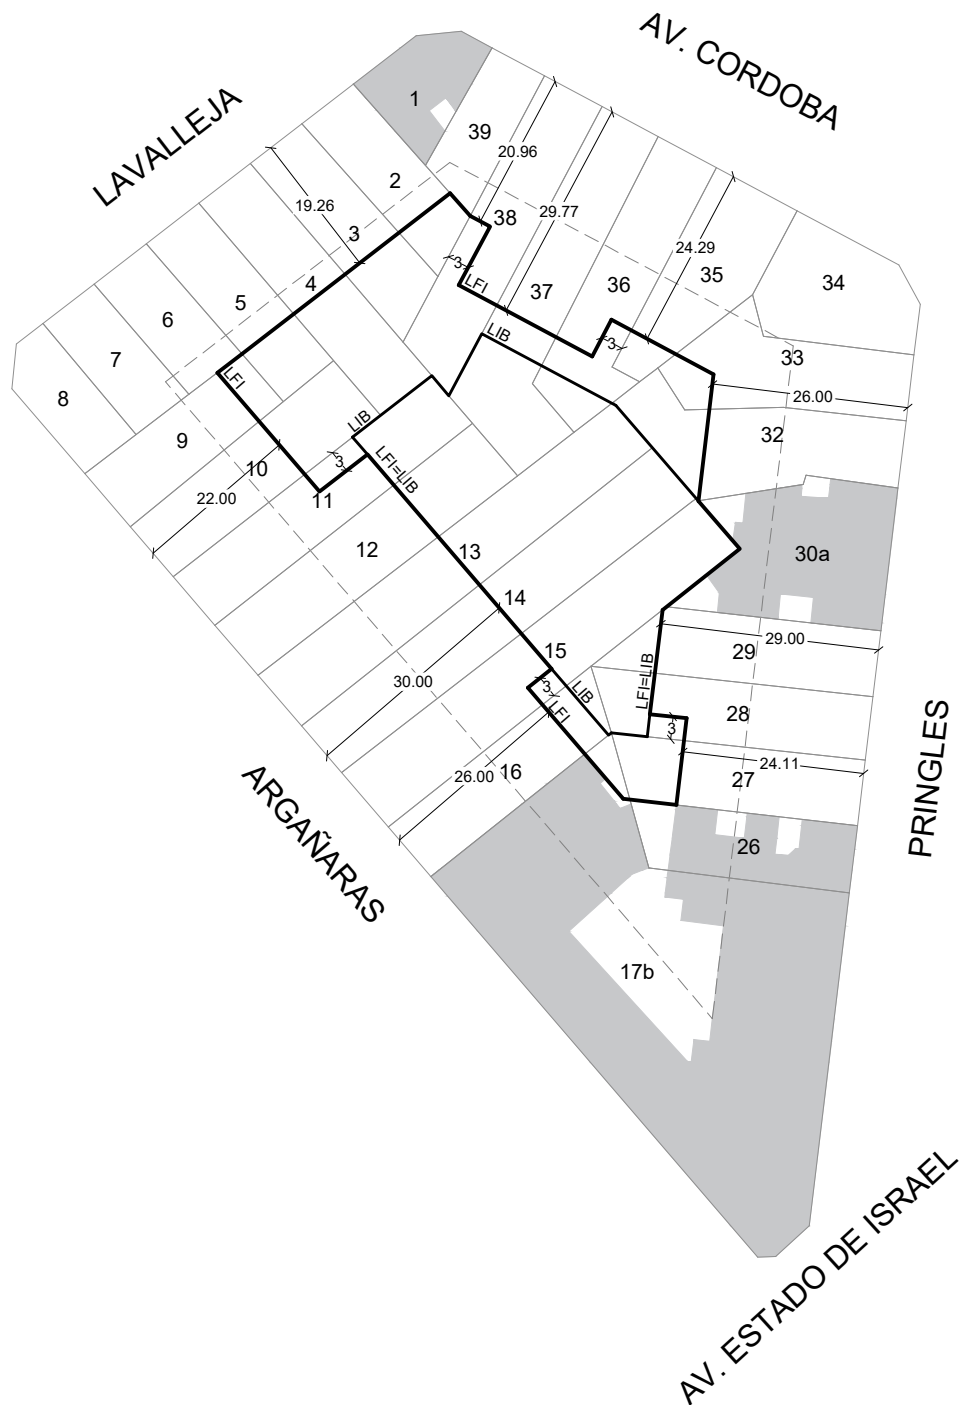 AV. CORDOBA
LAVALLEJA
1
39
20.96
2
19.26
38
29.77
3
24.29
3
35
34
4
LFI
37
36
5
6
LIB
3
33
7
LFI
26.00
8
LIB
32
9
3
LFI=LIB
10
22.00
11
12
13
30a
14
29.00
15
29
30.00
3
LIB
LFI=LIB
LFI
28
3
24.11
26.00
16
27
ARGAÑARAS
PRINGLES
26
17b
AV. ESTADO DE ISRAEL